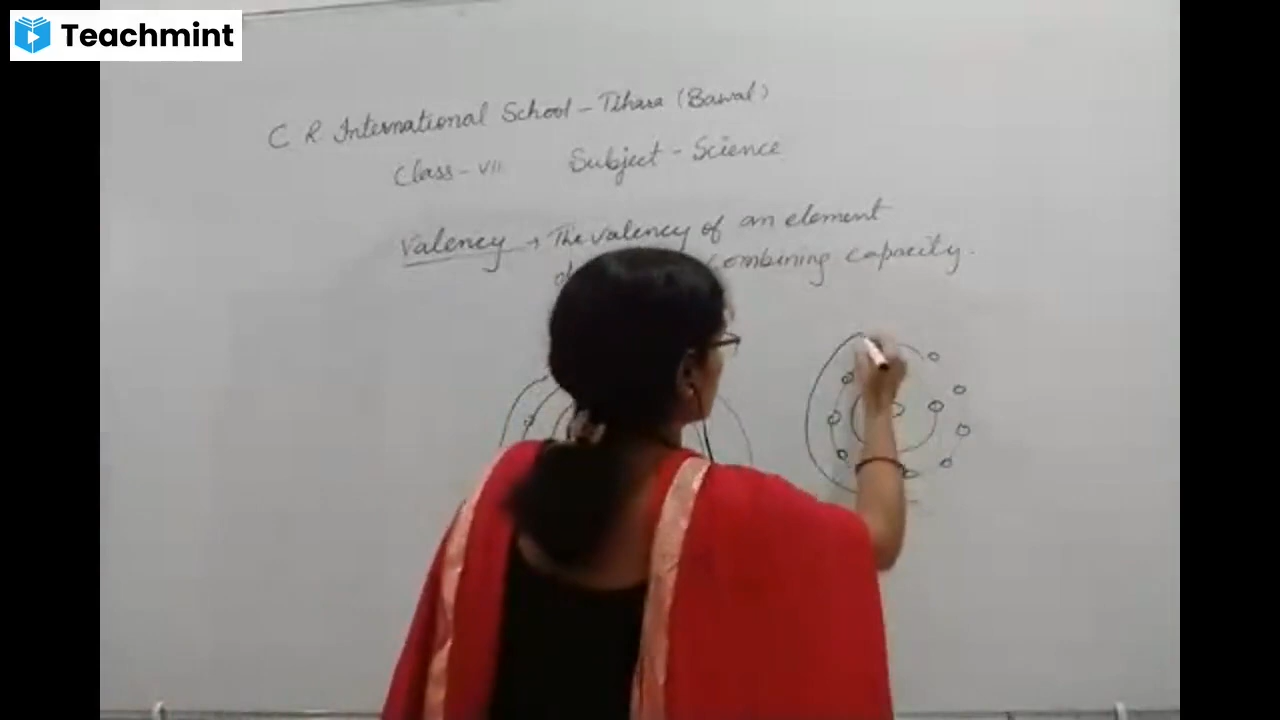 Teachmint
C. R. International School - Tihara (Bawal)
Class - VII Subject - Science
Valency → The valency of an element
combining capacity.